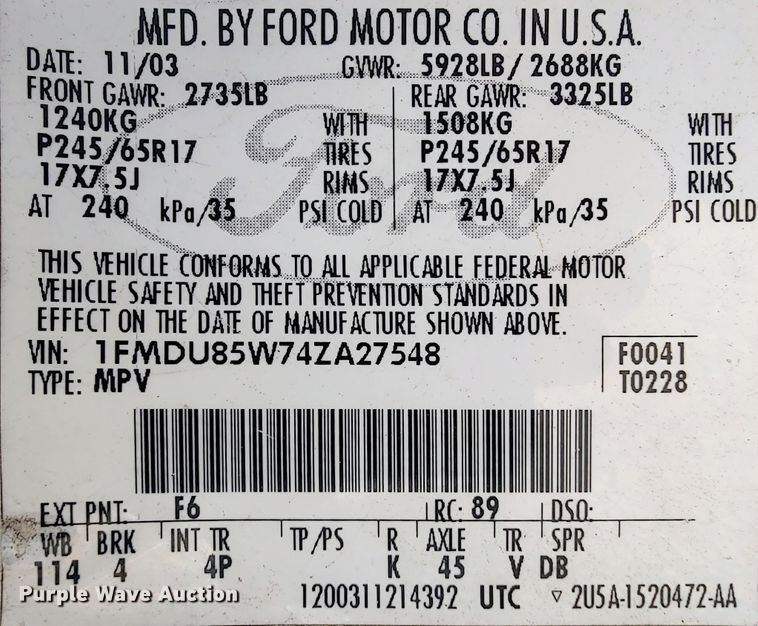 MFD. BY FORD MOTOR CO. IN U.S.A.
DATE: 11/03 GVWR: 5928LB/ 2688KG
FRONT GAWR: 2735LB REAR GAWR: 3325LB
1240KG WITH 1508KG WITH
P245/65R17 TIRES P245/65R17 TIRES
17X7.5J RIMS 17X7.5J RIMS
AT 240 kPa/35 PSI COLD AT 240 kPa/35 PSI COLD
Ford
THIS VEHICLE CONFORMS TO ALL APPLICABLE FEDERAL MOTOR
VEHICLE SAFETY AND THEFT PREVENTION STANDARDS IN
EFFECT ON THE DATE OF MANUFACTURE SHOWN ABOVE.
VIN: 1FMDU85W74ZA27548 F0041
TYPE: MPV T0228
EXT PNT: F6 RC: 89 DSO:
WB BRK INT TR TP/PS R AXLE TR SPR
114 4 4P K 45 V DB
Purple Wave Auction
1200311214392 UTC ▽ 2U5A-1520472-AA